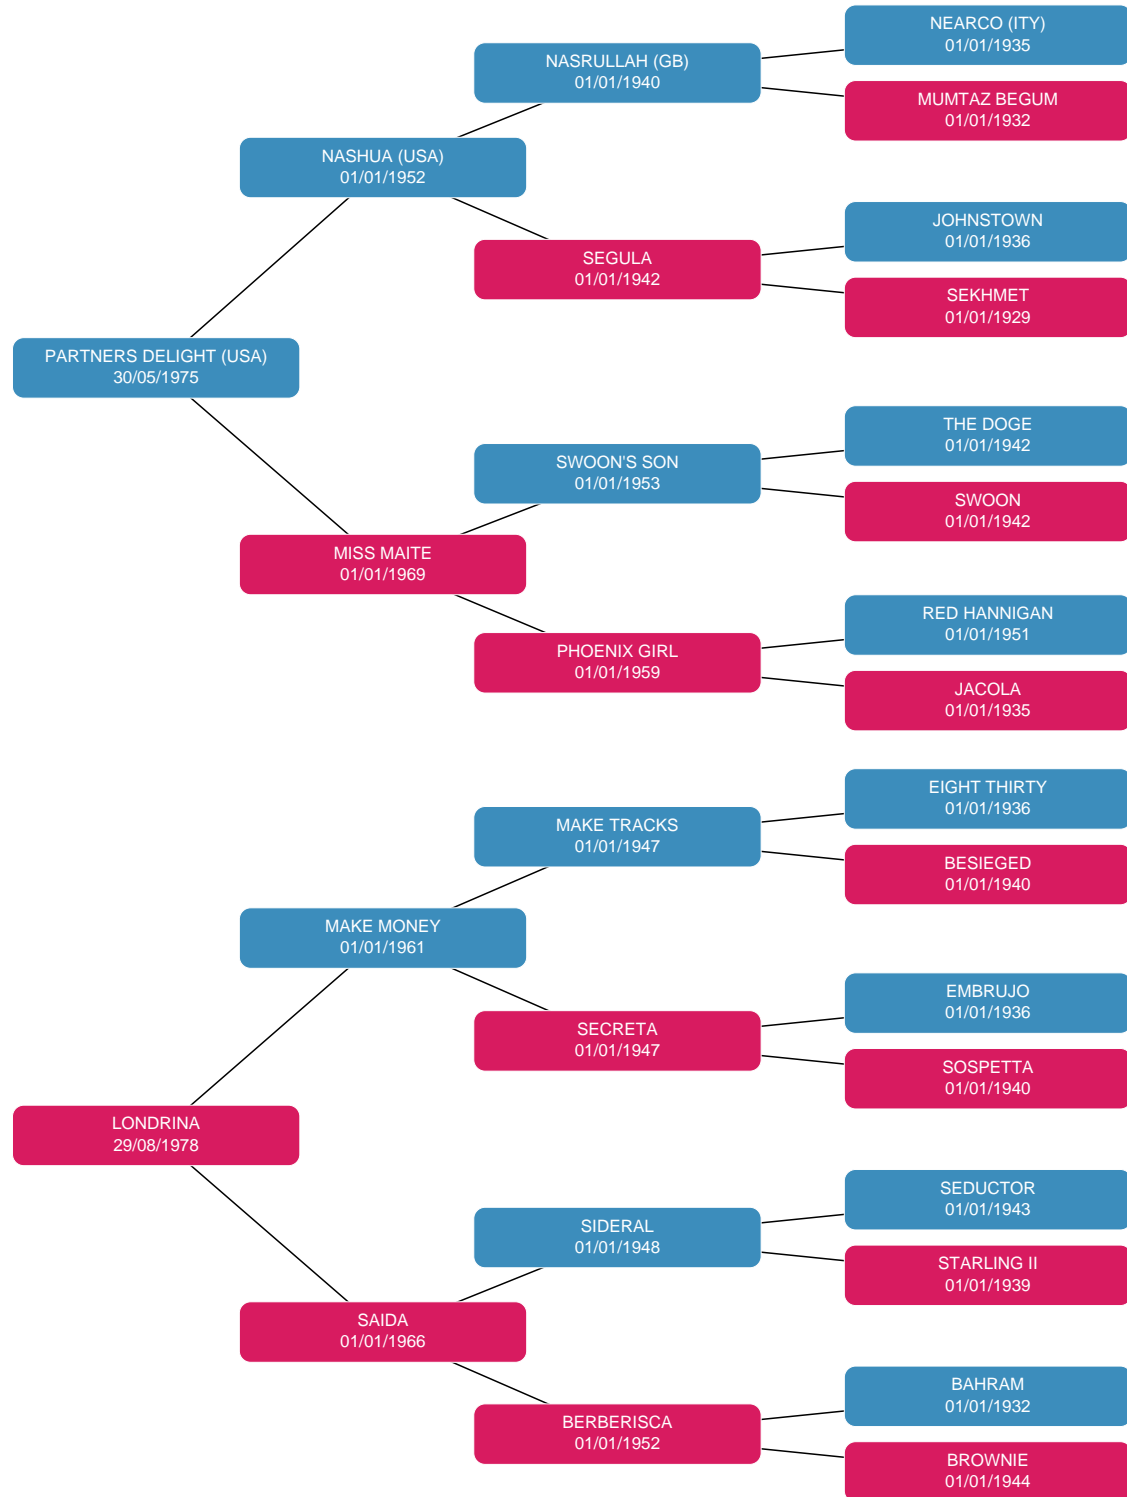 NEARCO (ITY)
01/01/1935
NASRULLAH (GB)
01/01/1940
MUMTAZ BEGUM
01/01/1932
NASHUA (USA)
01/01/1952
JOHNSTOWN
01/01/1936
SEGULA
01/01/1942
SEKHMET
01/01/1929
PARTNERS DELIGHT (USA)
30/05/1975
THE DOGE
01/01/1942
SWOON'S SON
01/01/1953
SWOON
01/01/1942
MISS MAITE
01/01/1969
RED HANNIGAN
01/01/1951
PHOENIX GIRL
01/01/1959
JACOLA
01/01/1935
EIGHT THIRTY
01/01/1936
MAKE TRACKS
01/01/1947
BESIEGED
01/01/1940
MAKE MONEY
01/01/1961
EMBRUJO
01/01/1936
SECRETA
01/01/1947
SOSPETTA
01/01/1940
LONDRINA
29/08/1978
SEDUCTOR
01/01/1943
SIDERAL
01/01/1948
STARLING II
01/01/1939
SAIDA
01/01/1966
BAHRAM
01/01/1932
BERBERISCA
01/01/1952
BROWNIE
01/01/1944